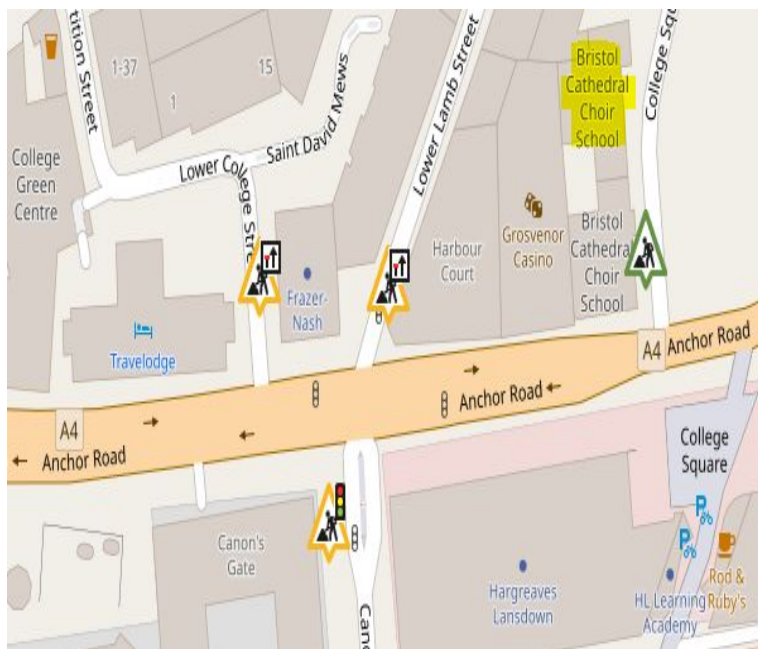 tition Street
1-37
15
1
Saint David Mews
Lower College Stre
Lower Lamb Street
College Squ
Bristol
Cathedral
Choir
School
College
Green
Centre
Harbour
Court
Grosvenor
Casino
Bristol
Cathedral
Choir
School
Frazer-
Nash
Travelodge
A4
Anchor Road
Anchor Road
A4
Anchor Road
College
Square
Canon's
Gate
Hargreaves
Lansdown
HL Learning
Academy
Rod &
Ruby's
Cano
P
P